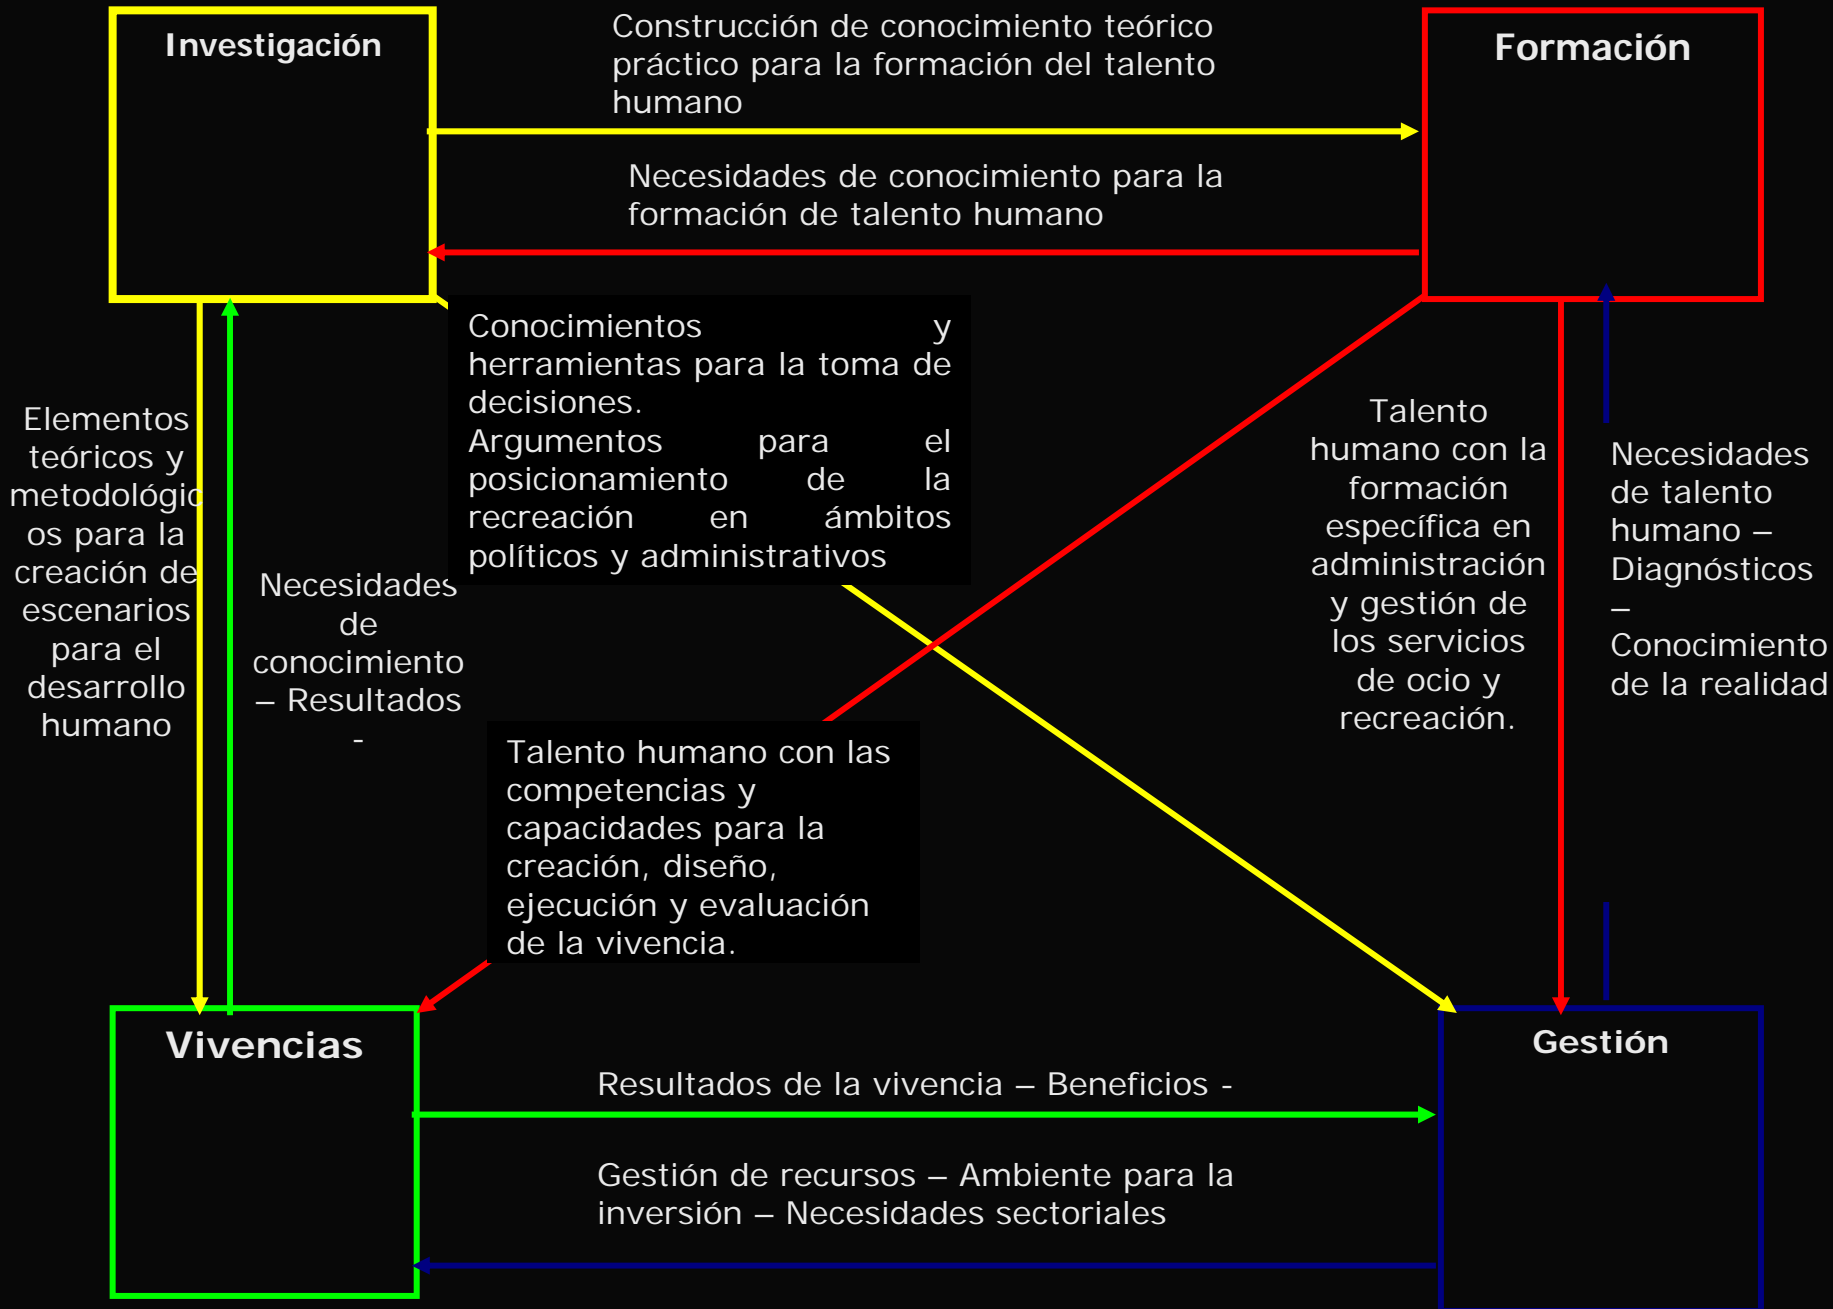 Investigación
Construcción de conocimiento teórico
práctico para la formación del talento
humano
Formación
Necesidades de conocimiento para la
formación de talento humano
Conocimientos y
herramientas para la toma de
decisiones.
Argumentos para el
posicionamiento de la
recreación en ámbitos
políticos y administrativos
Elementos
teóricos y
metodológic
os para la
creación de
escenarios
para el
desarrollo
humano
Necesidades
de
conocimiento
– Resultados
-
Talento
humano con la
formación
específica en
administración
y gestión de
los servicios
de ocio y
recreación.
Necesidades
de talento
humano –
Diagnósticos
–
Conocimiento
de la realidad
Talento humano con las
competencias y
capacidades para la
creación, diseño,
ejecución y evaluación
de la vivencia.
Vivencias
Resultados de la vivencia – Beneficios -
Gestión de recursos – Ambiente para la
inversión – Necesidades sectoriales
Gestión